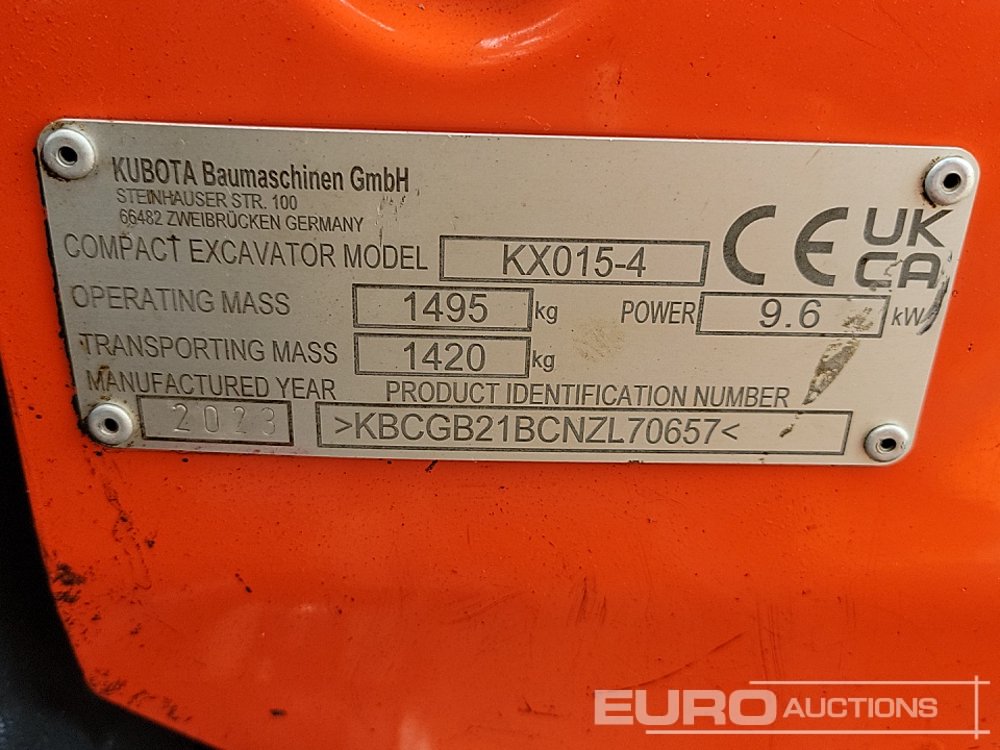 KUBOTA Baumaschinen GmbH
STEINHAUSER STR. 100
66482 ZWEIBRÜCKEN GERMANY
COMPACT EXCAVATOR MODEL KX015-4
CE UK CA
OPERATING MASS 1495 kg POWER 9.6 kW
TRANSPORTING MASS 1420 kg
MANUFACTURED YEAR PRODUCT IDENTIFICATION NUMBER
2023 >KBCGB21BCNZL70657<
EURO AUCTIONS